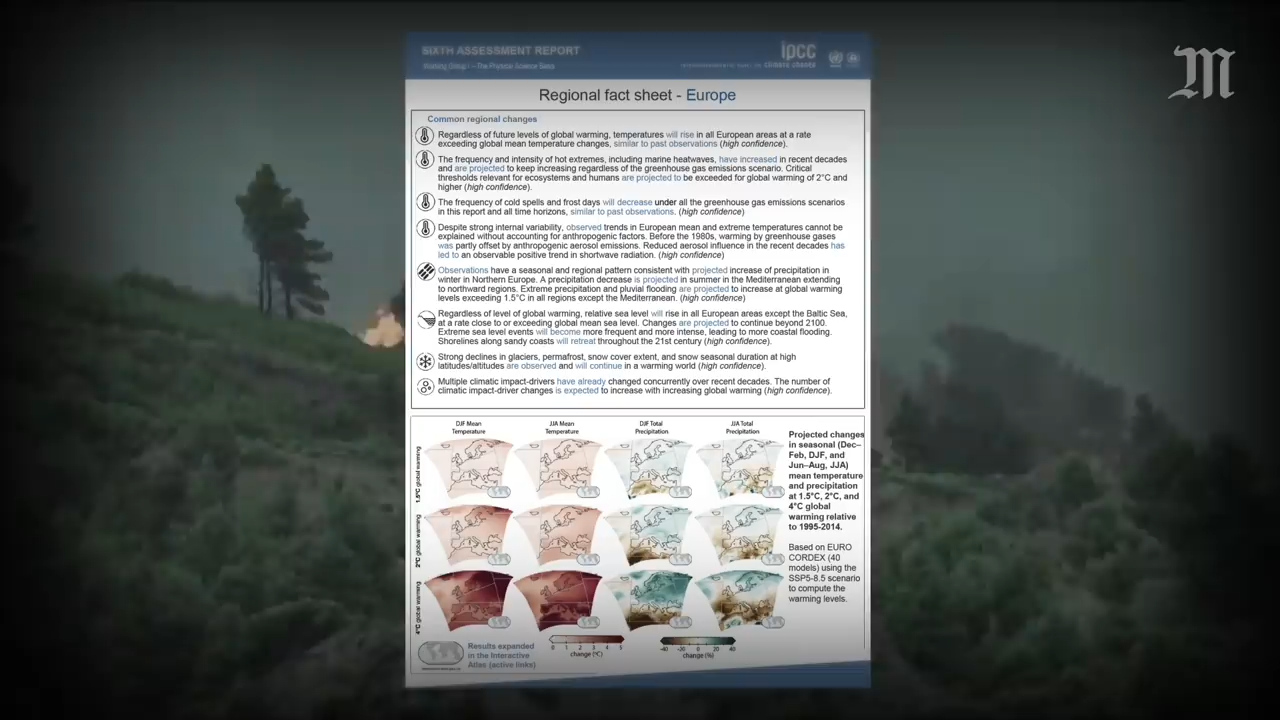 SIXTH ASSESSMENT REPORT
Working Group I – The Physical Science Basis
ipcc
INTERGOVERNMENTAL PANEL ON climate change
M
Regional fact sheet - Europe
Common regional changes
Regardless of future levels of global warming, temperatures will rise in all European areas at a rate
exceeding global mean temperature changes, similar to past observations (high confidence).
The frequency and intensity of hot extremes, including marine heatwaves, have increased in recent decades
and are projected to keep increasing regardless of the greenhouse gas emissions scenario. Critical
thresholds relevant for ecosystems and humans are projected to be exceeded for global warming of 2°C and
higher (high confidence).
The frequency of cold spells and frost days will decrease under all the greenhouse gas emissions scenarios
in this report and all time horizons, similar to past observations. (high confidence)
Despite strong internal variability, observed trends in European mean and extreme temperatures cannot be
explained without accounting for anthropogenic factors. Before the 1980s, warming by greenhouse gases
was partly offset by anthropogenic aerosol emissions. Reduced aerosol influence in the recent decades has
led to an observable positive trend in shortwave radiation. (high confidence)
Observations have a seasonal and regional pattern consistent with projected increase of precipitation in
winter in Northern Europe. A precipitation decrease is projected in summer in the Mediterranean extending
to northward regions. Extreme precipitation and pluvial flooding are projected to increase at global warming
levels exceeding 1.5°C in all regions except the Mediterranean. (high confidence)
Regardless of level of global warming, relative sea level will rise in all European areas except the Baltic Sea,
at a rate close to or exceeding global mean sea level. Changes are projected to continue beyond 2100.
Extreme sea level events will become more frequent and more intense, leading to more coastal flooding.
Shorelines along sandy coasts will retreat throughout the 21st century (high confidence).
Strong declines in glaciers, permafrost, snow cover extent, and snow seasonal duration at high
latitudes/altitudes are observed and will continue in a warming world (high confidence).
Multiple climatic impact-drivers have already changed concurrently over recent decades. The number of
climatic impact-driver changes is expected to increase with increasing global warming (high confidence).
DJF Mean
Temperature
JJA Mean
Temperature
DJF Total
Precipitation
JJA Total
Precipitation
1.5°C global warming
2°C global warming
4°C global warming
Projected changes
in seasonal (Dec–
Feb, DJF, and
Jun–Aug, JJA)
mean temperature
and precipitation
at 1.5°C, 2°C, and
4°C global
warming relative
to 1995-2014.
Based on EURO
CORDEX (40
models) using the
SSP5-8.5 scenario
to compute the
warming levels.
0 1 2 3 4 5
change (°C)
-40 -20 0 20 40
change (%)
Results expanded
in the Interactive
Atlas (active links)